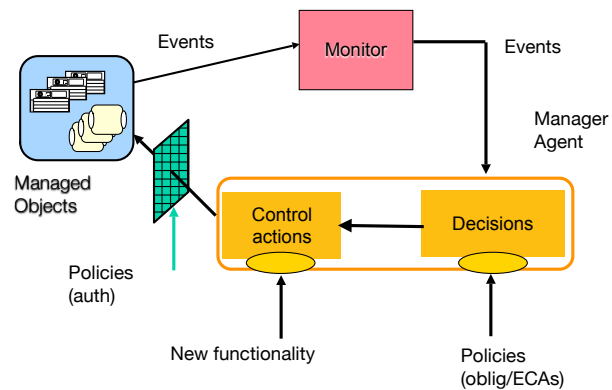 Events
Monitor
Events
Manager
Agent
Managed
Objects
Control
actions
Decisions
Policies
(auth)
New functionality
Policies
(oblig/ECAs)